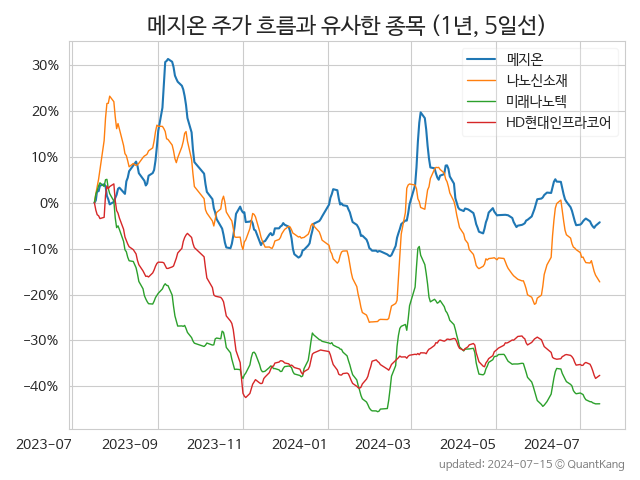 메지온 주가 흐름과 유사한 종목 (1년, 5일선)
메지온
나노신소재
미래나노텍
HD현대인프라코어
30%
20%
10%
0%
−10%
−20%
−30%
−40%
2023-07 2023-09 2023-11 2024-01 2024-03 2024-05 2024-07
updated: 2024-07-15 © QuantKang